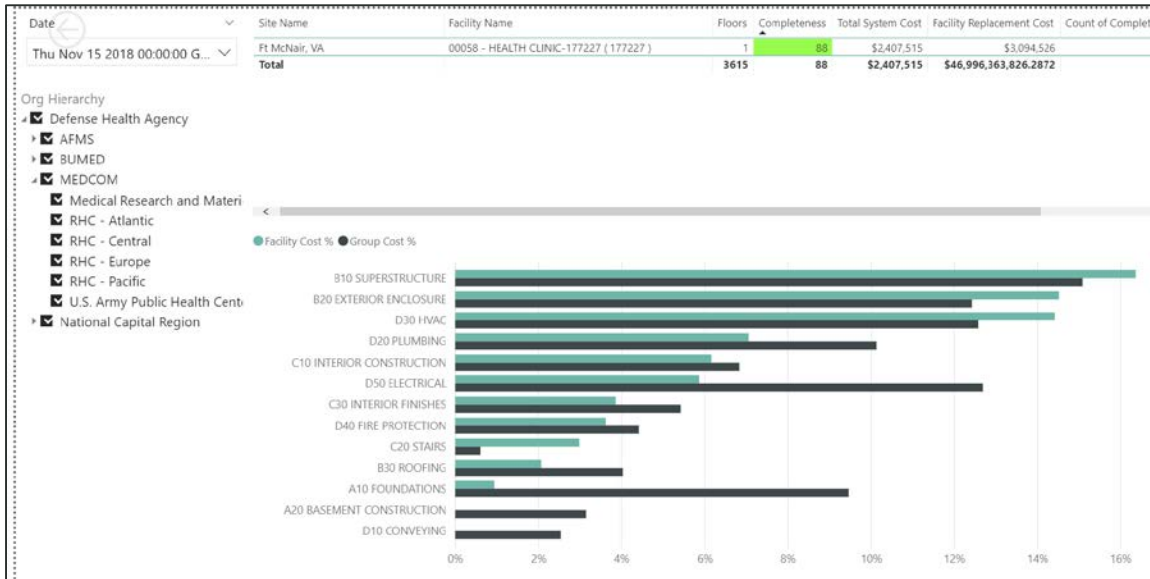 Date
Thu Nov 15 2018 00:00:00 G...
Org Hierarchy
Defense Health Agency
AFMS
BUMED
MEDCOM
Medical Research and Materi
RHC - Atlantic
RHC - Central
RHC - Europe
RHC - Pacific
U.S. Army Public Health Cent
National Capital Region
Site Name Facility Name Floors Completeness Total System Cost Facility Replacement Cost Count of Complet
Ft McNair, VA 00058 - HEALTH CLINIC-177227 ( 177227 ) 1 88 $2,407,515 $3,094,526
Total 3615 88 $2,407,515 $46,996,363,826.2872
Facility Cost % Group Cost %
B10 SUPERSTRUCTURE
B20 EXTERIOR ENCLOSURE
D30 HVAC
D20 PLUMBING
C10 INTERIOR CONSTRUCTION
D50 ELECTRICAL
C30 INTERIOR FINISHES
D40 FIRE PROTECTION
C20 STAIRS
B30 ROOFING
A10 FOUNDATIONS
A20 BASEMENT CONSTRUCTION
D10 CONVEYING
0% 2% 4% 6% 8% 10% 12% 14% 16%